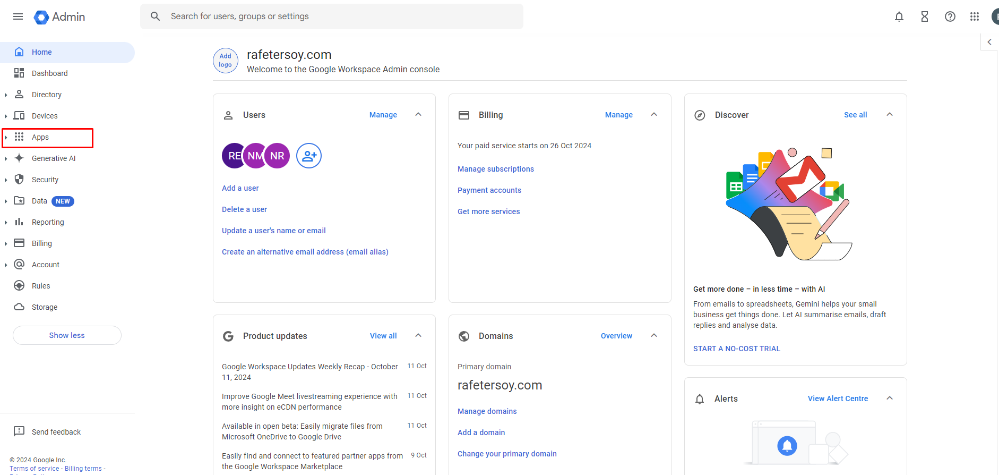 Admin
Search for users, groups or settings
Home
Dashboard
Directory
Devices
Apps
Generative AI
Security
Data NEW
Reporting
Billing
Account
Rules
Storage
Show less
Send feedback
© 2024 Google Inc.
Terms of service - Billing terms -
Add
logo
rafetersoy.com
Welcome to the Google Workspace Admin console
Users Manage
RE NM NR
Add a user
Delete a user
Update a user's name or email
Create an alternative email address (email alias)
Billing Manage
Your paid service starts on 26 Oct 2024
Manage subscriptions
Payment accounts
Get more services
Discover See all
Get more done – in less time – with AI
From emails to spreadsheets, Gemini helps your small
business get things done. Let AI summarise emails, draft
replies and analyse data.
START A NO-COST TRIAL
Product updates View all
Google Workspace Updates Weekly Recap - October 11 Oct
11, 2024
Improve Google Meet livestreaming experience with 11 Oct
more insight on eCDN performance
Available in open beta: Easily migrate files from 11 Oct
Microsoft OneDrive to Google Drive
Easily find and connect to featured partner apps from 9 Oct
the Google Workspace Marketplace
Domains Overview
Primary domain
rafetersoy.com
Manage domains
Add a domain
Change your primary domain
Alerts View Alert Centre